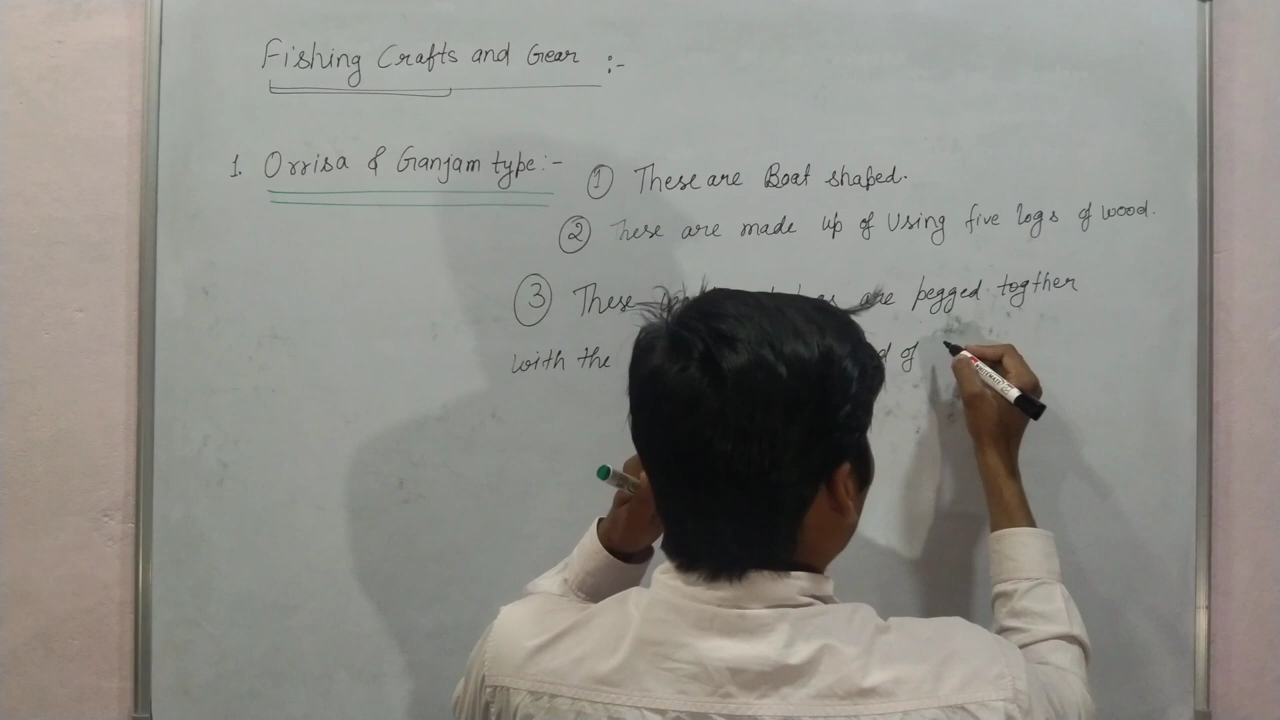 Fishing Crafts and Gear :-
1. Orrisa & Ganjam type:-
① These are Boat shaped.
② These are made up of Using five logs of wood.
③ These are pegged togther
with the of